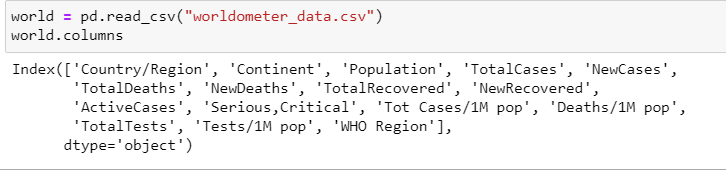 world = pd.read_csv("worldometer_data.csv")
world.columns
Index(['Country/Region', 'Continent', 'Population', 'TotalCases', 'NewCases',
'TotalDeaths', 'NewDeaths', 'TotalRecovered', 'NewRecovered',
'ActiveCases', 'Serious,Critical', 'Tot Cases/1M pop', 'Deaths/1M pop',
'TotalTests', 'Tests/1M pop', 'WHO Region'],
dtype='object')